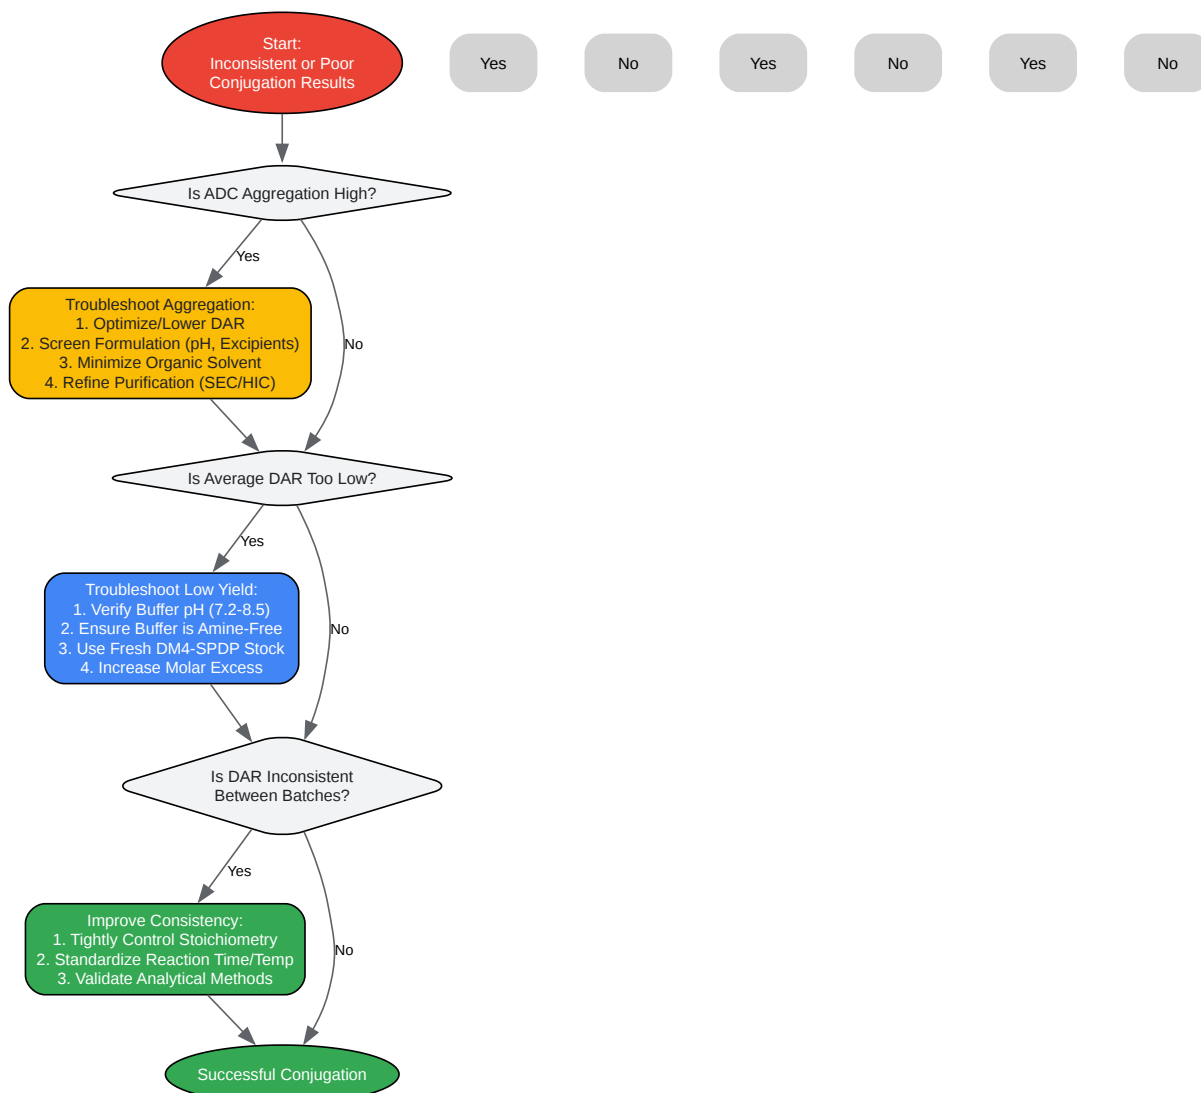 Start:
Inconsistent or Poor
Conjugation Results
Yes
No
Yes
No
Yes
No
Is ADC Aggregation High?
Yes
Troubleshoot Aggregation:
1. Optimize/Lower DAR
2. Screen Formulation (pH, Excipients)
3. Minimize Organic Solvent
4. Refine Purification (SEC/HIC)
No
Is Average DAR Too Low?
Yes
Troubleshoot Low Yield:
1. Verify Buffer pH (7.2-8.5)
2. Ensure Buffer is Amine-Free
3. Use Fresh DM4-SPDP Stock
4. Increase Molar Excess
No
Is DAR Inconsistent
Between Batches?
Yes
Improve Consistency:
1. Tightly Control Stoichiometry
2. Standardize Reaction Time/Temp
3. Validate Analytical Methods
No
Successful Conjugation